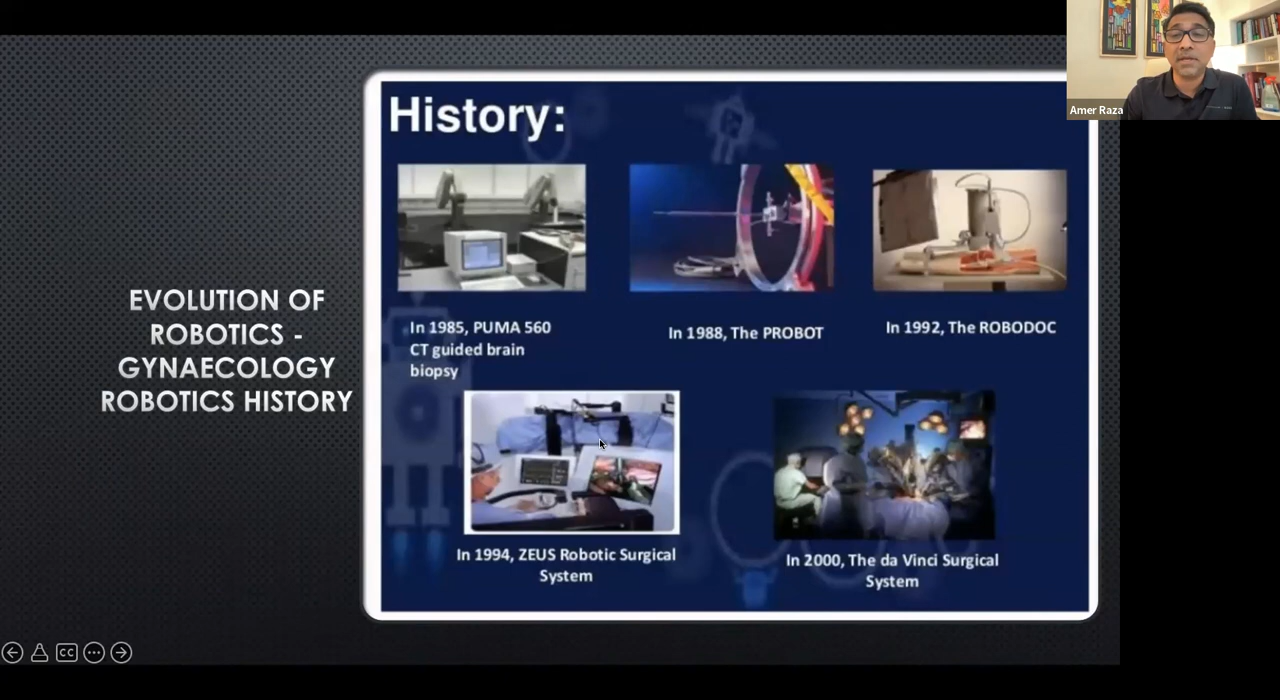 Amer Raza
History:
EVOLUTION OF
ROBOTICS -
GYNAECOLOGY
ROBOTICS HISTORY
In 1985, PUMA 560
CT guided brain
biopsy
In 1988, The PROBOT
In 1992, The ROBODOC
In 1994, ZEUS Robotic Surgical
System
In 2000, The da Vinci Surgical
System
CC